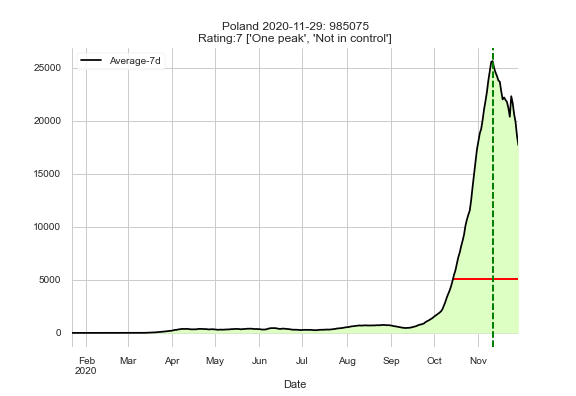 Poland 2020-11-29: 985075
Rating:7 ['One peak', 'Not in control']
Average-7d
25000
20000
15000
10000
5000
0
Feb Mar Apr May Jun Jul Aug Sep Oct Nov
2020
Date